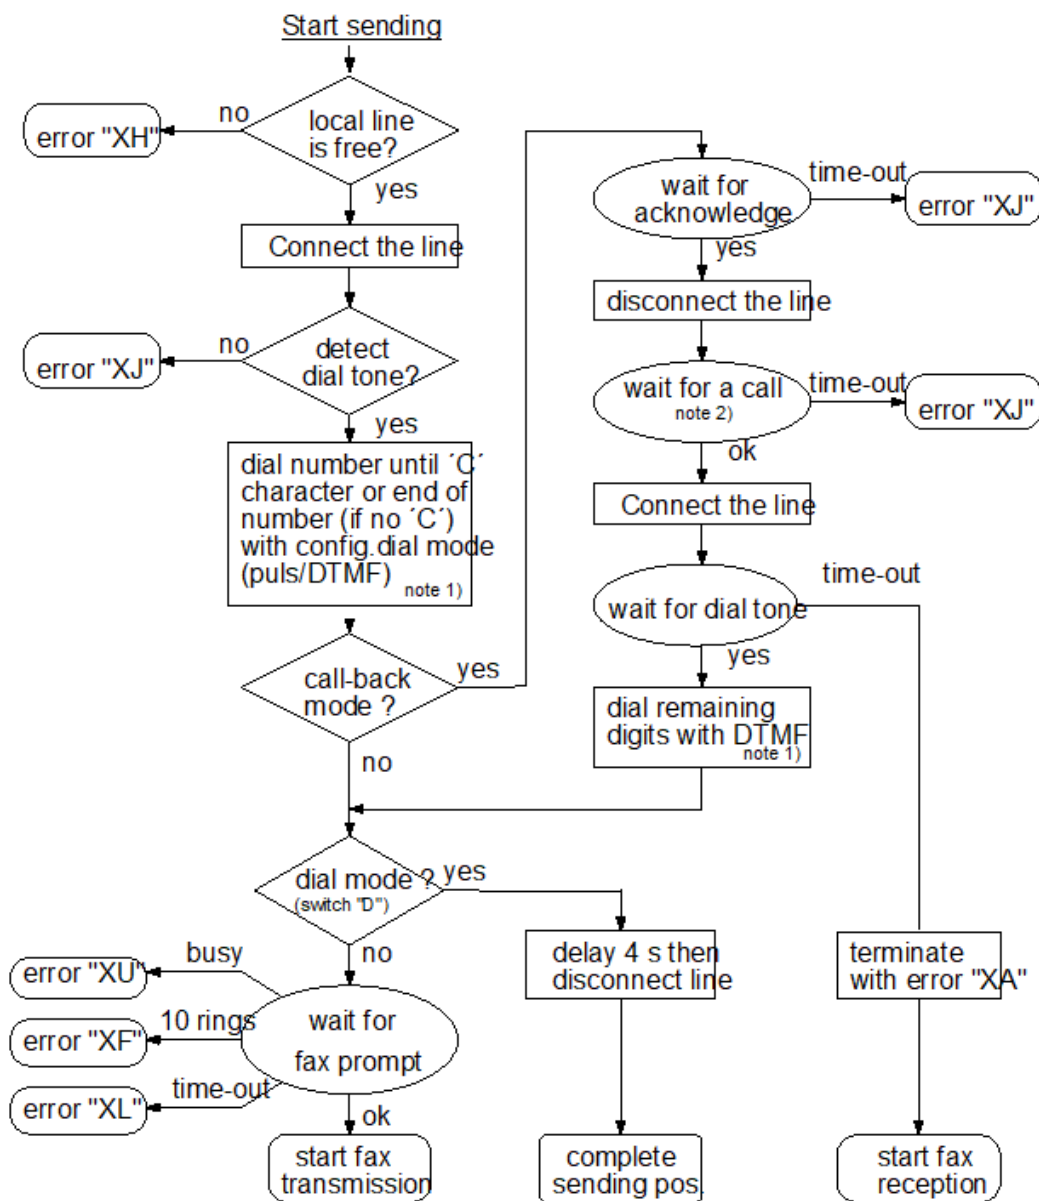 Start sending
no
local line
is free?
error "XH"
yes
Connect the line
no
detect
dial tone?
error "XJ"
yes
dial number until ´C´
character or end of
number (if no ´C´)
with config.dial mode
(puls/DTMF)
note 1)
call-back
mode ?
yes
no
wait for
acknowledge
time-out
error "XJ"
yes
disconnect the line
wait for a call
note 2)
time-out
error "XJ"
ok
Connect the line
wait for dial tone
time-out
yes
dial remaining
digits with DTMF
note 1)
dial mode ?
(switch "D")
yes
no
busy
error "XU"
10 rings
error "XF"
time-out
error "XL"
wait for
fax prompt
ok
start fax
transmission
delay 4 s then
disconnect line
complete
sending pos.
terminate
with error "XA"
start fax
reception